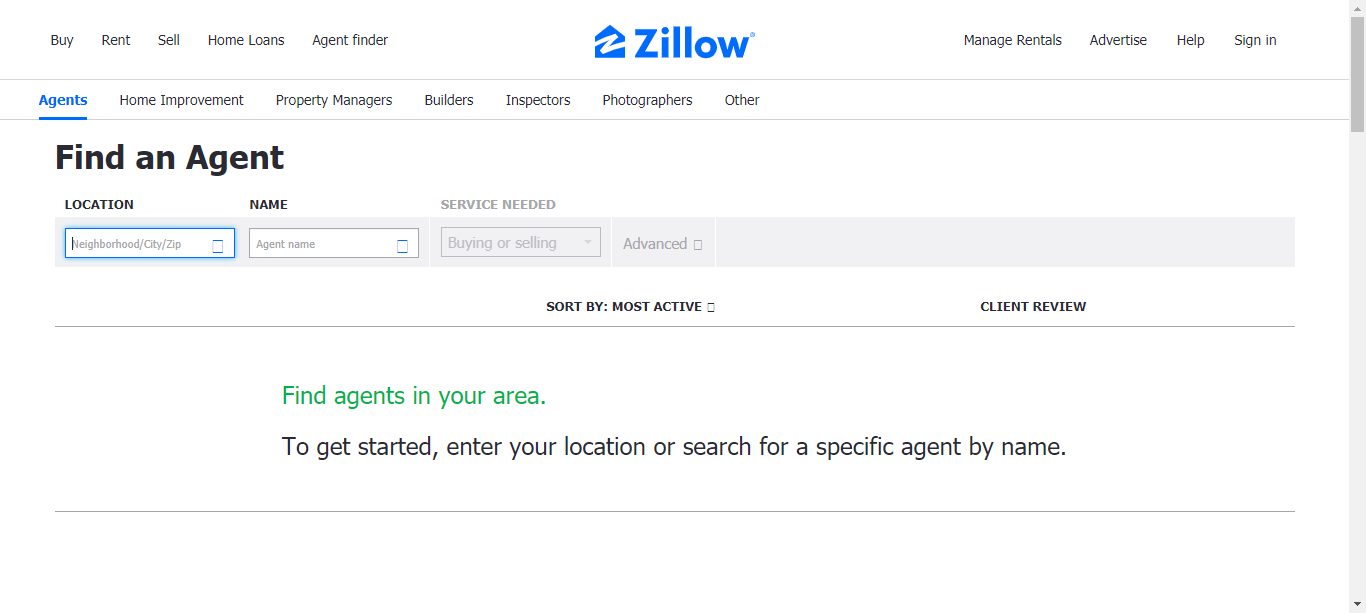 Buy Rent Sell Home Loans Agent finder Zillow® Manage Rentals Advertise Help Sign in
Agents Home Improvement Property Managers Builders Inspectors Photographers Other
Find an Agent
LOCATION NAME SERVICE NEEDED
Neighborhood/City/Zip Agent name Buying or selling Advanced
SORT BY: MOST ACTIVE CLIENT REVIEW
Find agents in your area.
To get started, enter your location or search for a specific agent by name.